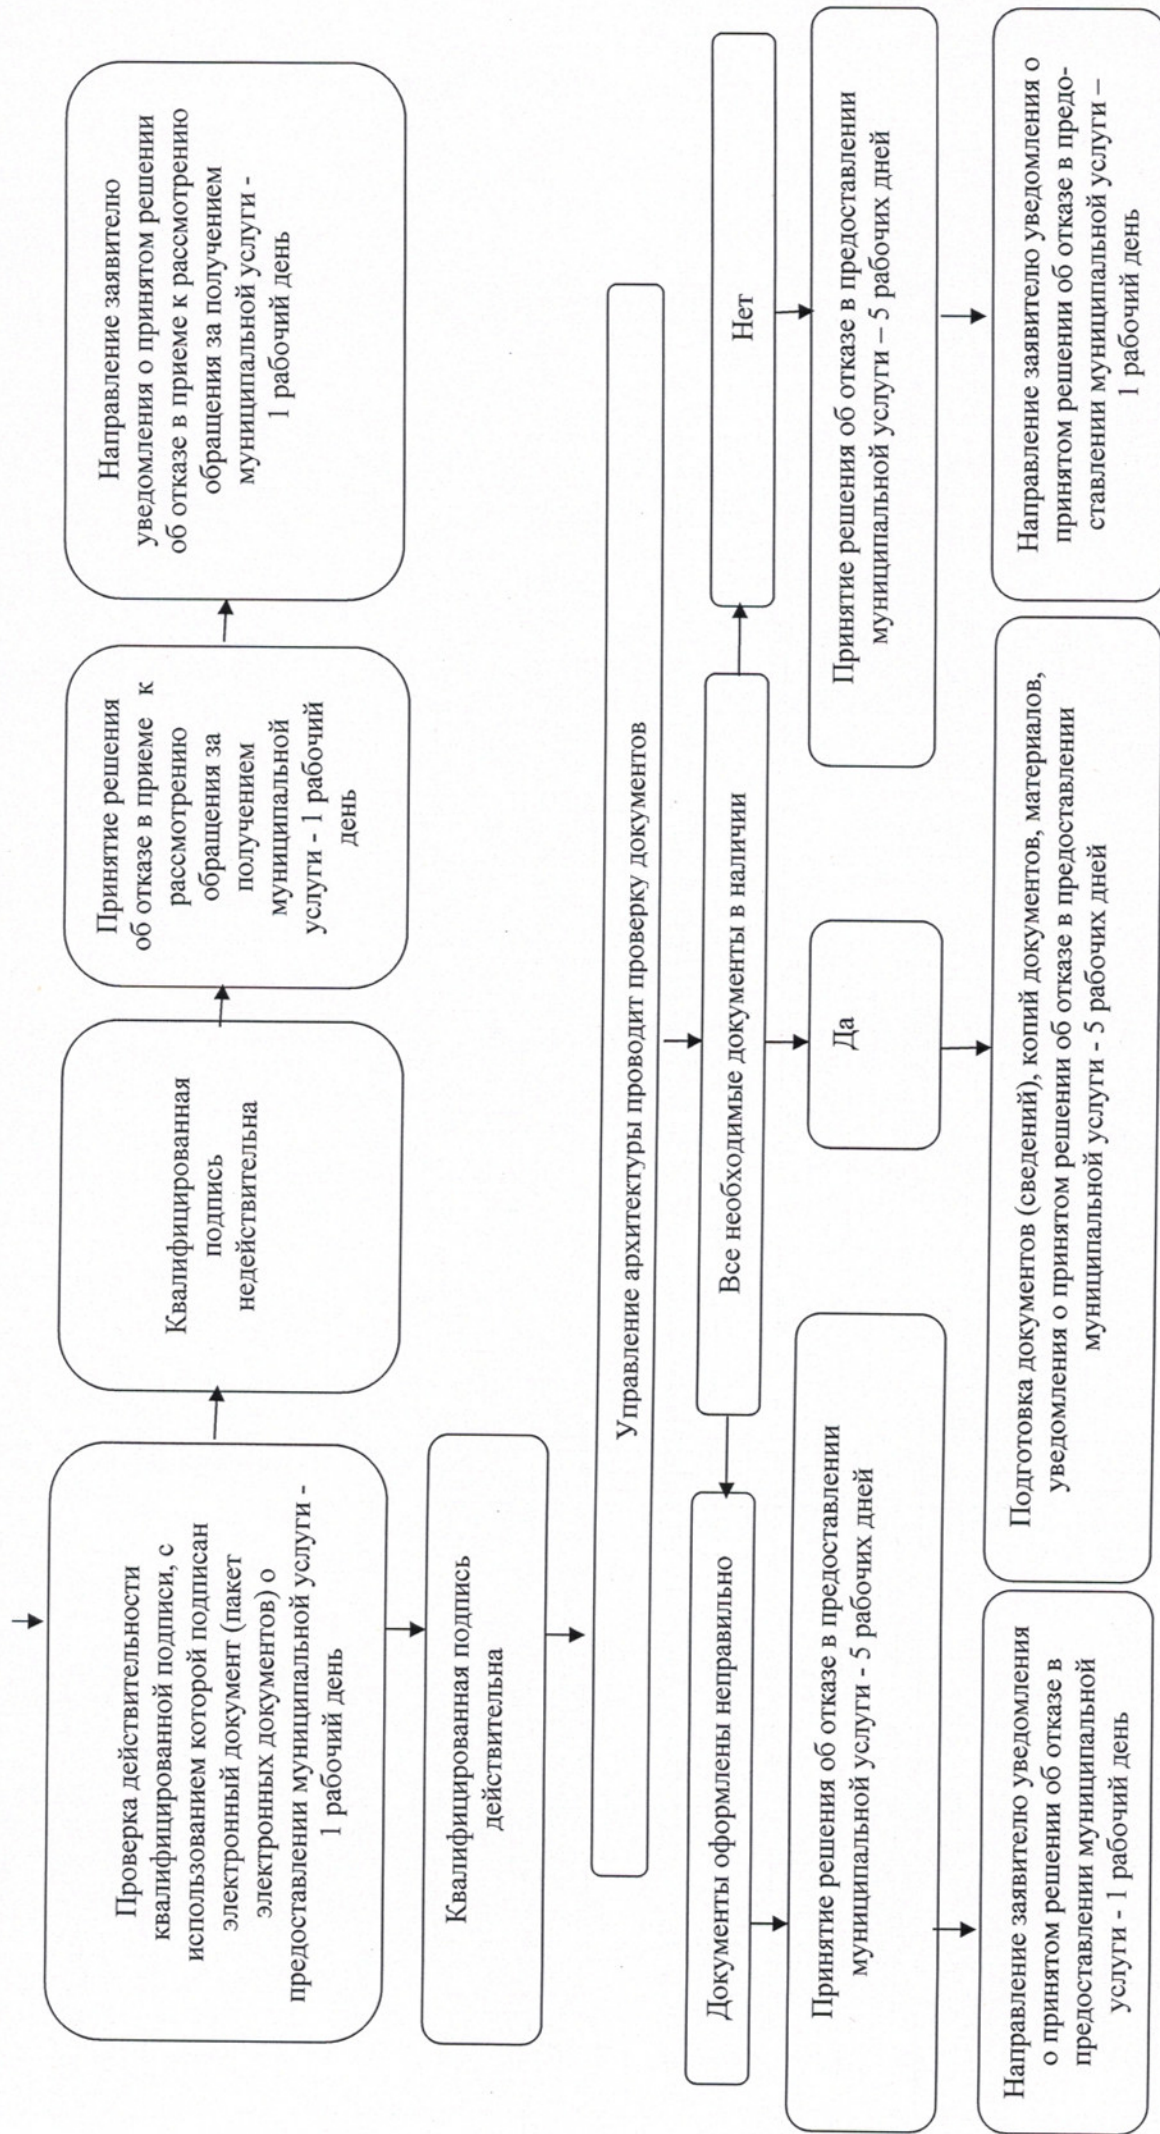 Проверка действительности
квалифицированной подписи, с
использованием которой подписан
электронный документ (пакет
электронных документов) о
предоставлении муниципальной услуги -
1 рабочий день
Квалифицированная
подпись
недействительна
Принятие решения
об отказе в приеме к
рассмотрению
обращения за
получением
муниципальной
услуги - 1 рабочий
день
Направление заявителю
уведомления о принятом решении
об отказе в приеме к рассмотрению
обращения за получением
муниципальной услуги -
1 рабочий день
Квалифицированная подпись
действительна
Управление архитектуры проводит проверку документов
Документы оформлены неправильно
Все необходимые документы в наличии
Нет
Принятие решения об отказе в предоставлении
муниципальной услуги - 5 рабочих дней
Да
Принятие решения об отказе в предоставлении
муниципальной услуги – 5 рабочих дней
Направление заявителю уведомления
о принятом решении об отказе в
предоставлении муниципальной
услуги - 1 рабочий день
Подготовка документов (сведений), копий документов, материалов,
уведомления о принятом решении об отказе в предоставлении
муниципальной услуги - 5 рабочих дней
Направление заявителю уведомления о
принятом решении об отказе в предо-
ставлении муниципальной услуги –
1 рабочий день